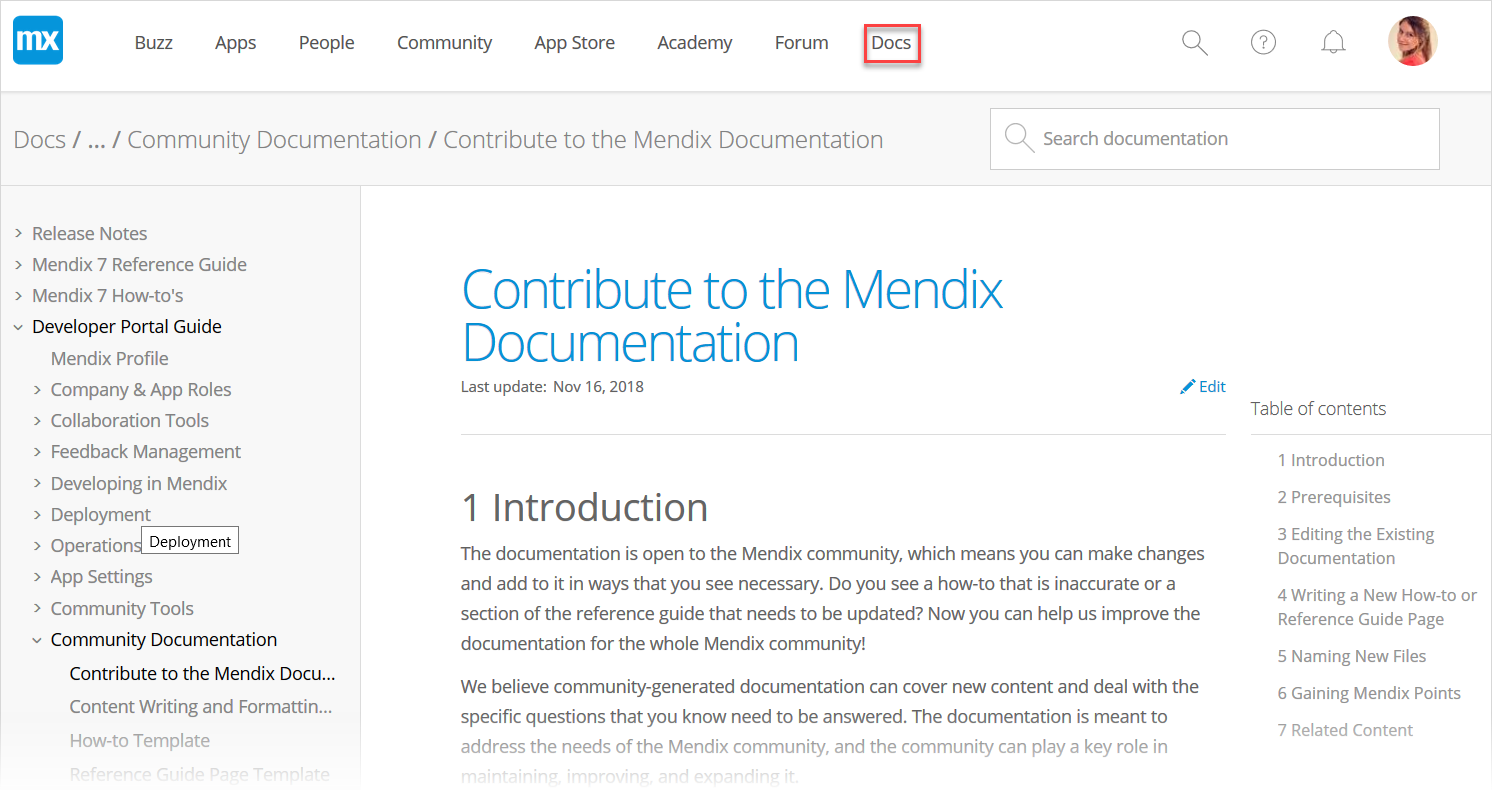 mx
Buzz
Apps
People
Community
App Store
Academy
Forum
Docs
Docs / ... / Community Documentation / Contribute to the Mendix Documentation
Search documentation
Release Notes
Mendix 7 Reference Guide
Mendix 7 How-to's
Developer Portal Guide
Mendix Profile
Company & App Roles
Collaboration Tools
Feedback Management
Developing in Mendix
Deployment
Operations
Deployment
App Settings
Community Tools
Community Documentation
Contribute to the Mendix Docu...
Content Writing and Formattin...
How-to Template
Reference Guide Page Template
Contribute to the Mendix
Documentation
Last update: Nov 16, 2018
Edit
1 Introduction
The documentation is open to the Mendix community, which means you can make changes
and add to it in ways that you see necessary. Do you see a how-to that is inaccurate or a
section of the reference guide that needs to be updated? Now you can help us improve the
documentation for the whole Mendix community!
We believe community-generated documentation can cover new content and deal with the
specific questions that you know need to be answered. The documentation is meant to
address the needs of the Mendix community, and the community can play a key role in
maintaining, improving, and expanding it.
Table of contents
1 Introduction
2 Prerequisites
3 Editing the Existing
Documentation
4 Writing a New How-to or
Reference Guide Page
5 Naming New Files
6 Gaining Mendix Points
7 Related Content